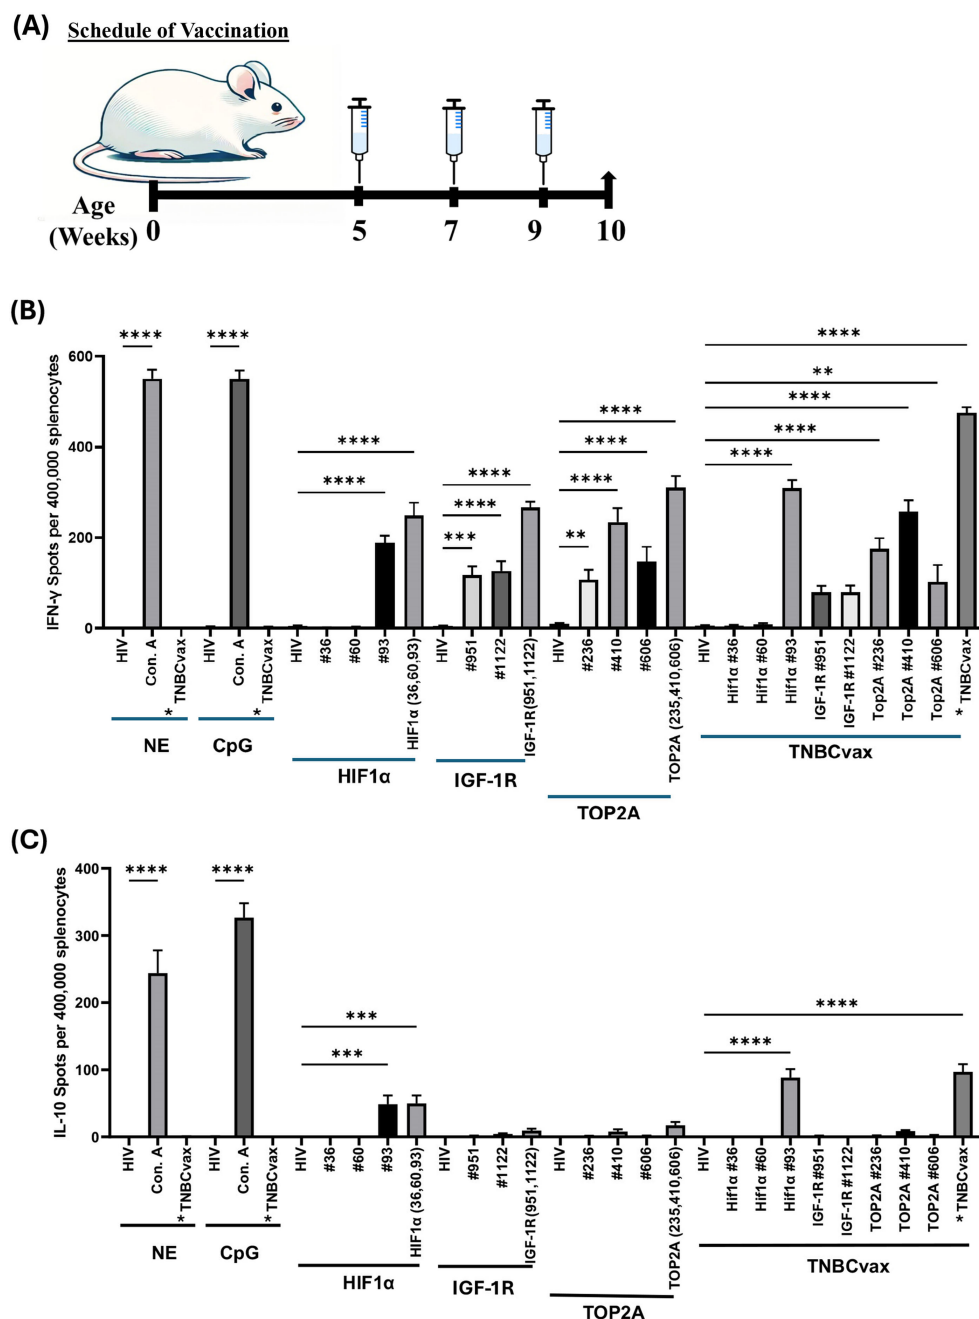 (A) Schedule of Vaccination
Age
(Weeks) 0 5 7 9 10
(B)
IFN-γ Spots per 400,000 splenocytes
600
400
200
0
**** **** **** **** *** **** **** ** **** **** **** **** **** **** ** ****
HIV Con. A * TNBCvax
NE
HIV Con. A * TNBCvax
CpG
HIV #36 #60 #93 HIF1α (36,60,93)
HIF1α
HIV #951 #1122 IGF-1R(951,1122)
IGF-1R
HIV #236 #410 #606 TOP2A (235,410,606)
TOP2A
HIV Hif1α #36 Hif1α #60 Hif1α #93 IGF-1R #951 IGF-1R #1122 Top2A #236 Top2A #410 Top2A #606 * TNBCvax
TNBCvax
(C)
IL-10 Spots per 400,000 splenocytes
400
300
200
100
0
**** **** *** *** **** ****
HIV Con. A * TNBCvax
NE
HIV Con. A * TNBCvax
CpG
HIV #36 #60 #93 HIF1α (36,60,93)
HIF1α
HIV #951 #1122 IGF-1R(951,1122)
IGF-1R
HIV #236 #410 #606 TOP2A (235,410,606)
TOP2A
HIV Hif1α #36 Hif1α #60 Hif1α #93 IGF-1R #951 IGF-1R #1122 TOP2A #236 TOP2A #410 TOP2A #606 * TNBCvax
TNBCvax